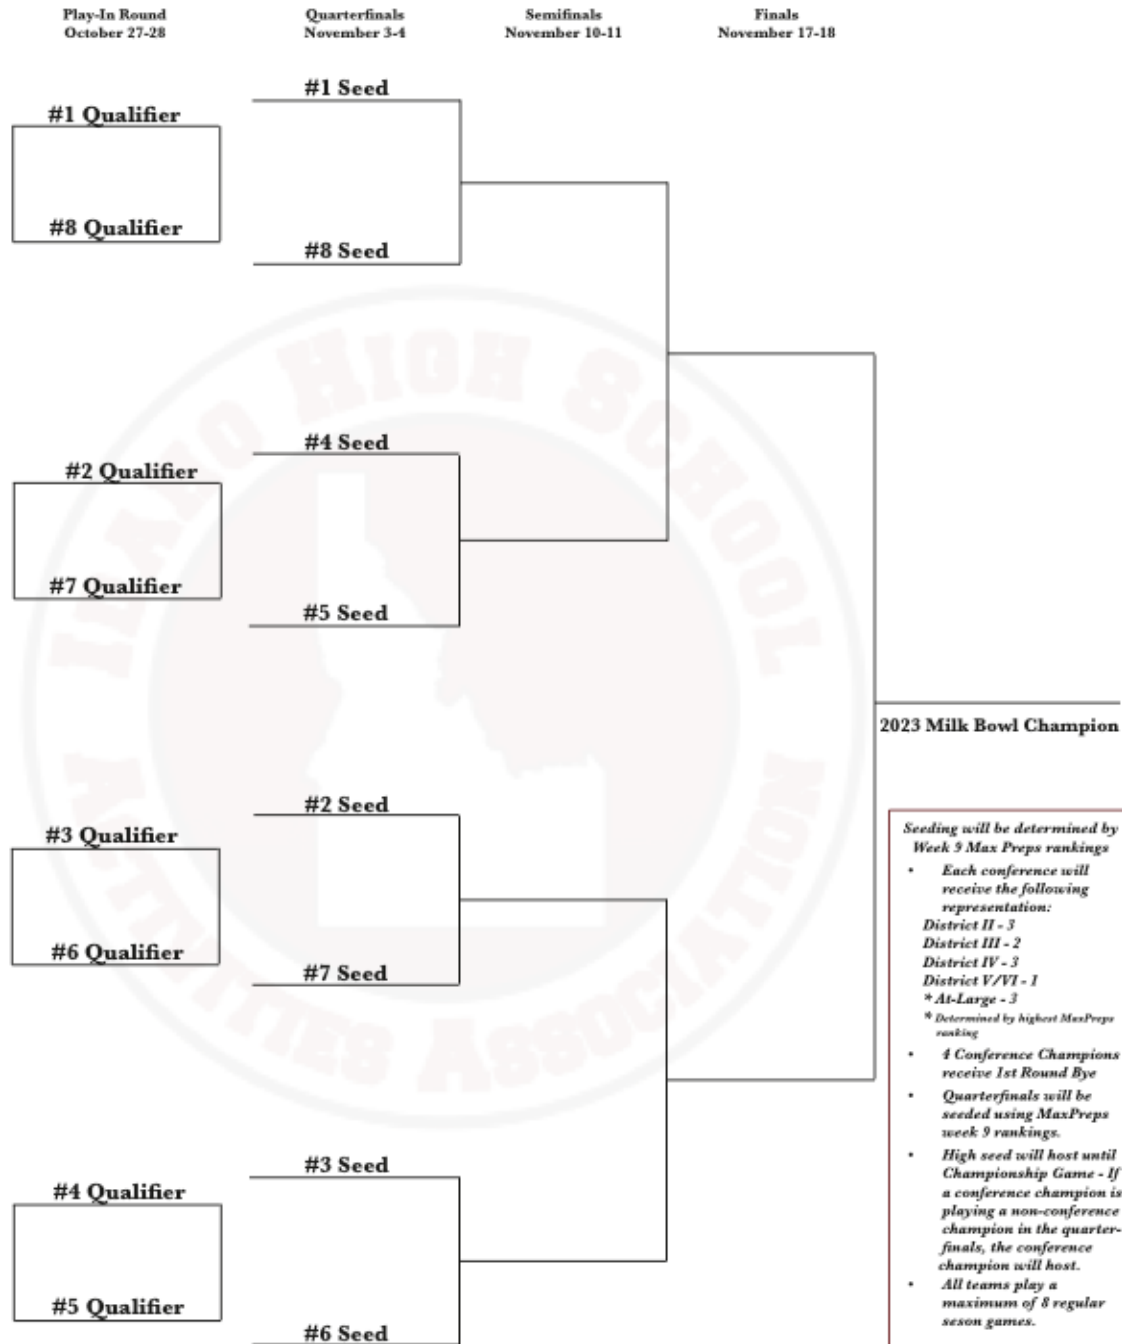 Play-In Round
October 27-28
Quarterfinals
November 3-4
Semifinals
November 10-11
Finals
November 17-18
#1 Qualifier
#8 Qualifier
#2 Qualifier
#7 Qualifier
#3 Qualifier
#6 Qualifier
#4 Qualifier
#5 Qualifier
#1 Seed
#8 Seed
#4 Seed
#5 Seed
#2 Seed
#7 Seed
#3 Seed
#6 Seed
2023 Milk Bowl Champion
Seeding will be determined by
Week 9 Max Preps rankings
• Each conference will
receive the following
representation:
District II - 3
District III - 2
District IV - 3
District V/VI - 1
* At-Large - 3
* Determined by highest MaxPreps
ranking
• 4 Conference Champions
receive 1st Round Bye
• Quarterfinals will be
seeded using MaxPreps
week 9 rankings.
• High seed will host until
Championship Game - If
a conference champion is
playing a non-conference
champion in the quarter-
finals, the conference
champion will host.
• All teams play a
maximum of 8 regular
seson games.
IDAHO HIGH SCHOOL
ACTIVITIES ASSOCIATION